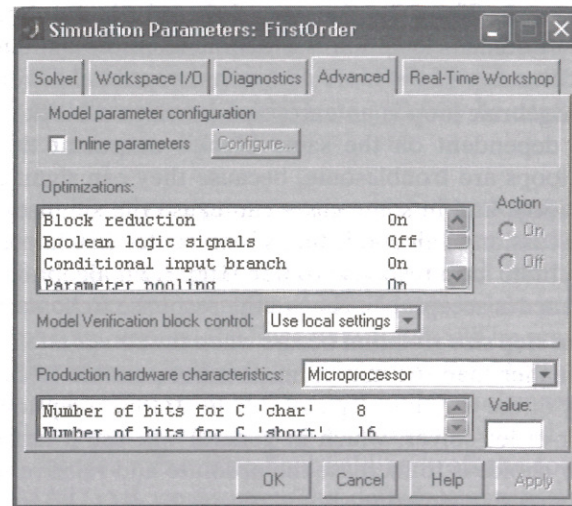 Simulation Parameters: FirstOrder
Solver Workspace I/O Diagnostics Advanced Real-Time Workshop
Model parameter configuration
Inline parameters Configure...
Optimizations:
Action
Block reduction On
Boolean logic signals Off
Conditional input branch On
Parameter pooling On
On
Off
Model Verification block control: Use local settings
Production hardware characteristics: Microprocessor
Number of bits for C 'char' 8
Number of bits for C 'short' 16
Value:
OK Cancel Help Apply